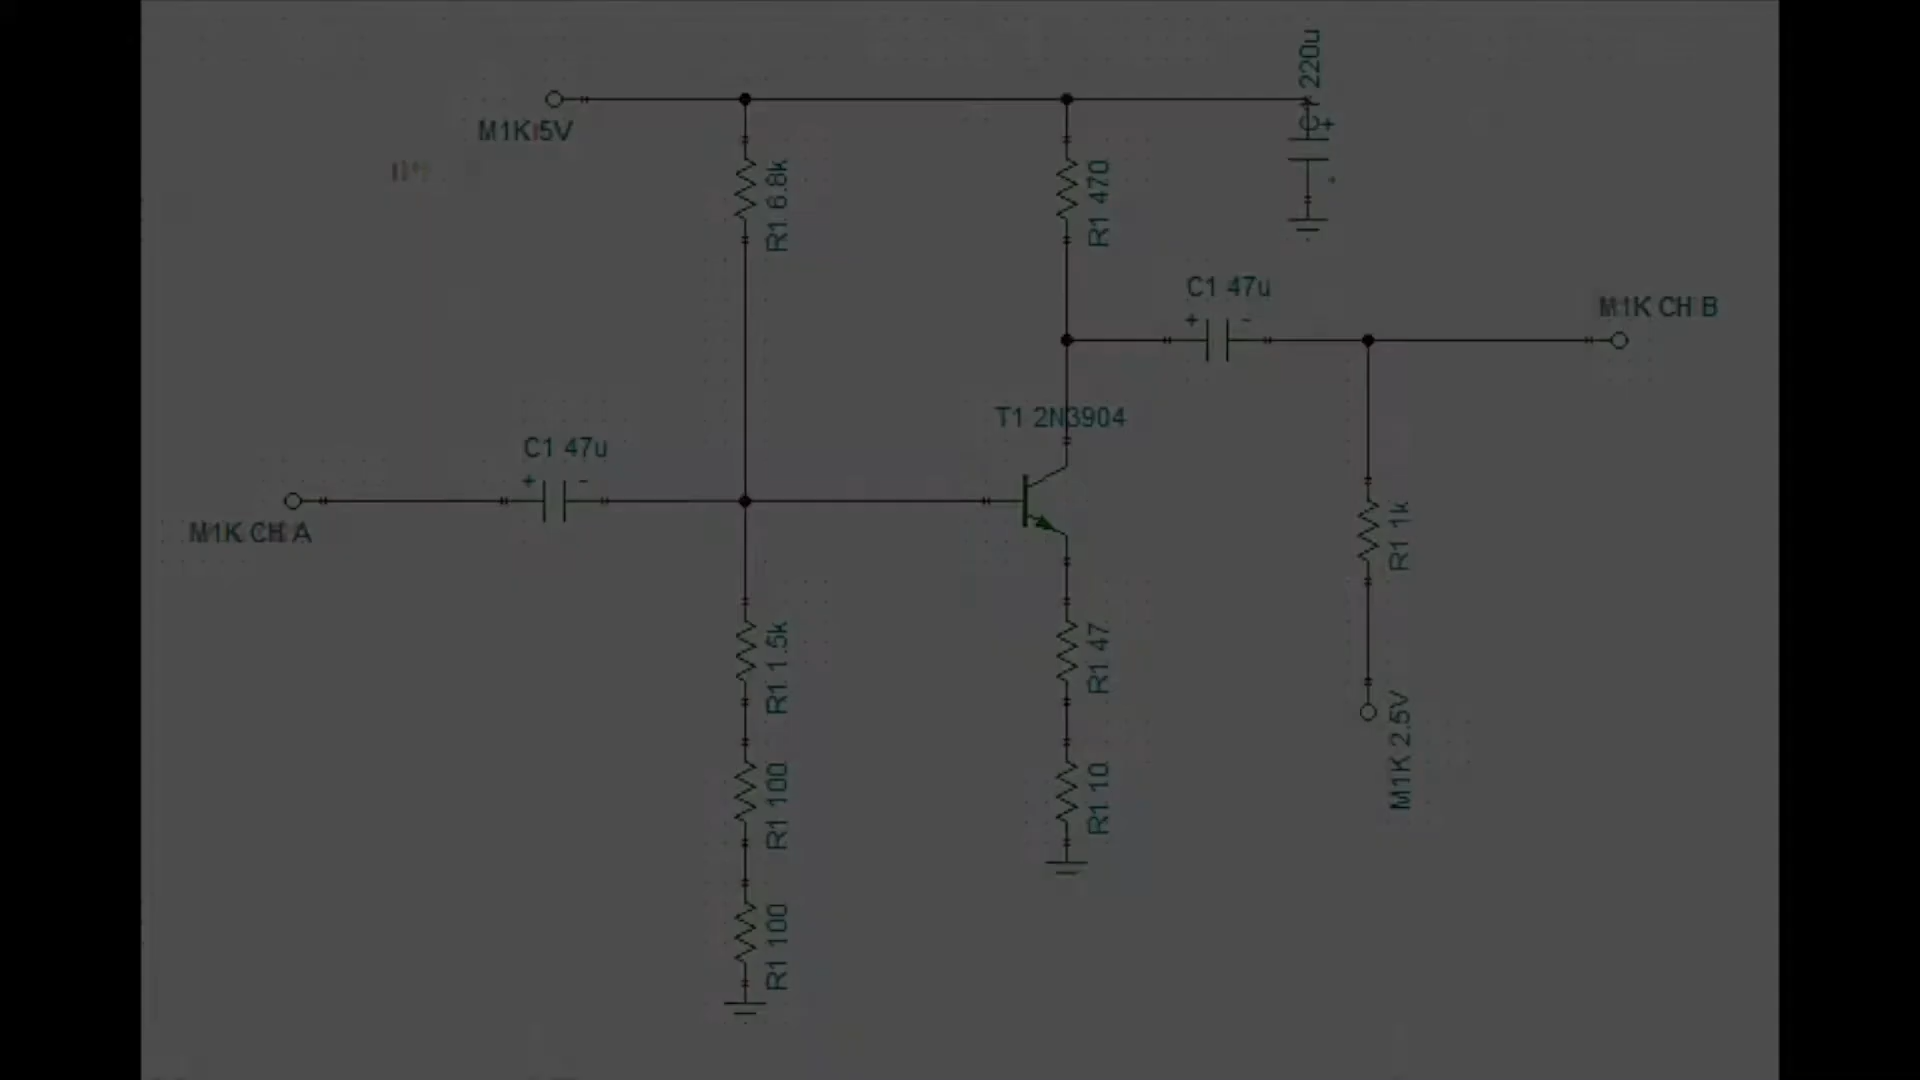 220u
M1K 5V
R1 6.8k
R1 470
C1 47u
+ -
M1K CH B
T1 2N3904
C1 47u
+ -
M1K CH A
R1 1k
R1 1.5k
R1 47
M1K 2.5V
R1 100
R1 10
R1 100